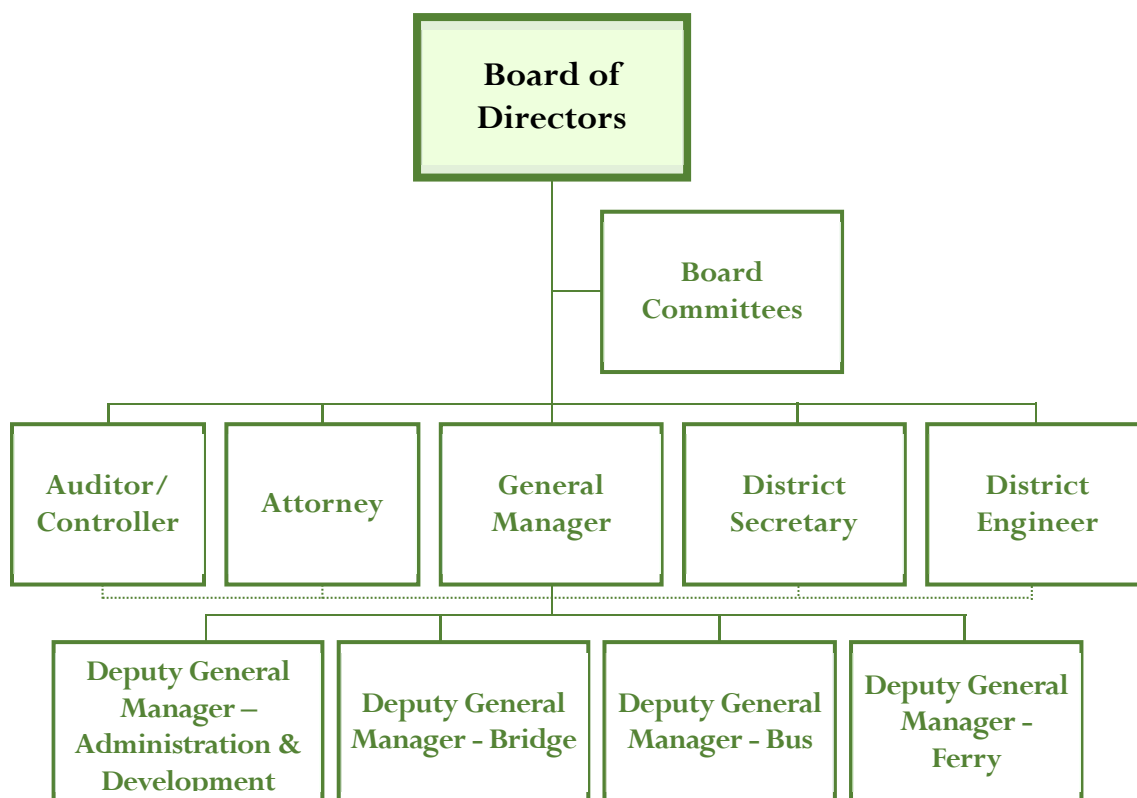 Board of
Directors
Board
Committees
Auditor/
Controller
Attorney
General
Manager
District
Secretary
District
Engineer
Deputy General
Manager –
Administration &
Development
Deputy General
Manager - Bridge
Deputy General
Manager - Bus
Deputy General
Manager -
Ferry